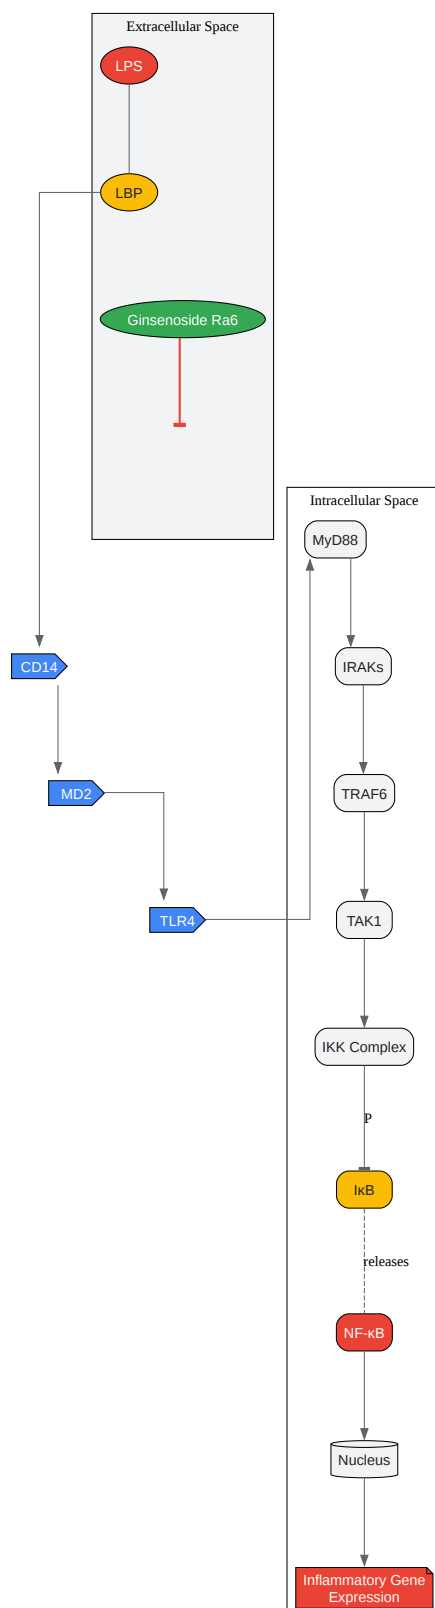 Extracellular Space
LPS
LBP
Ginsenoside Ra6
Intracellular Space
MyD88
CD14
IRAKs
MD2
TRAF6
TLR4
TAK1
IKK Complex
P
IκB
releases
NF-κB
Nucleus
Inflammatory Gene
Expression